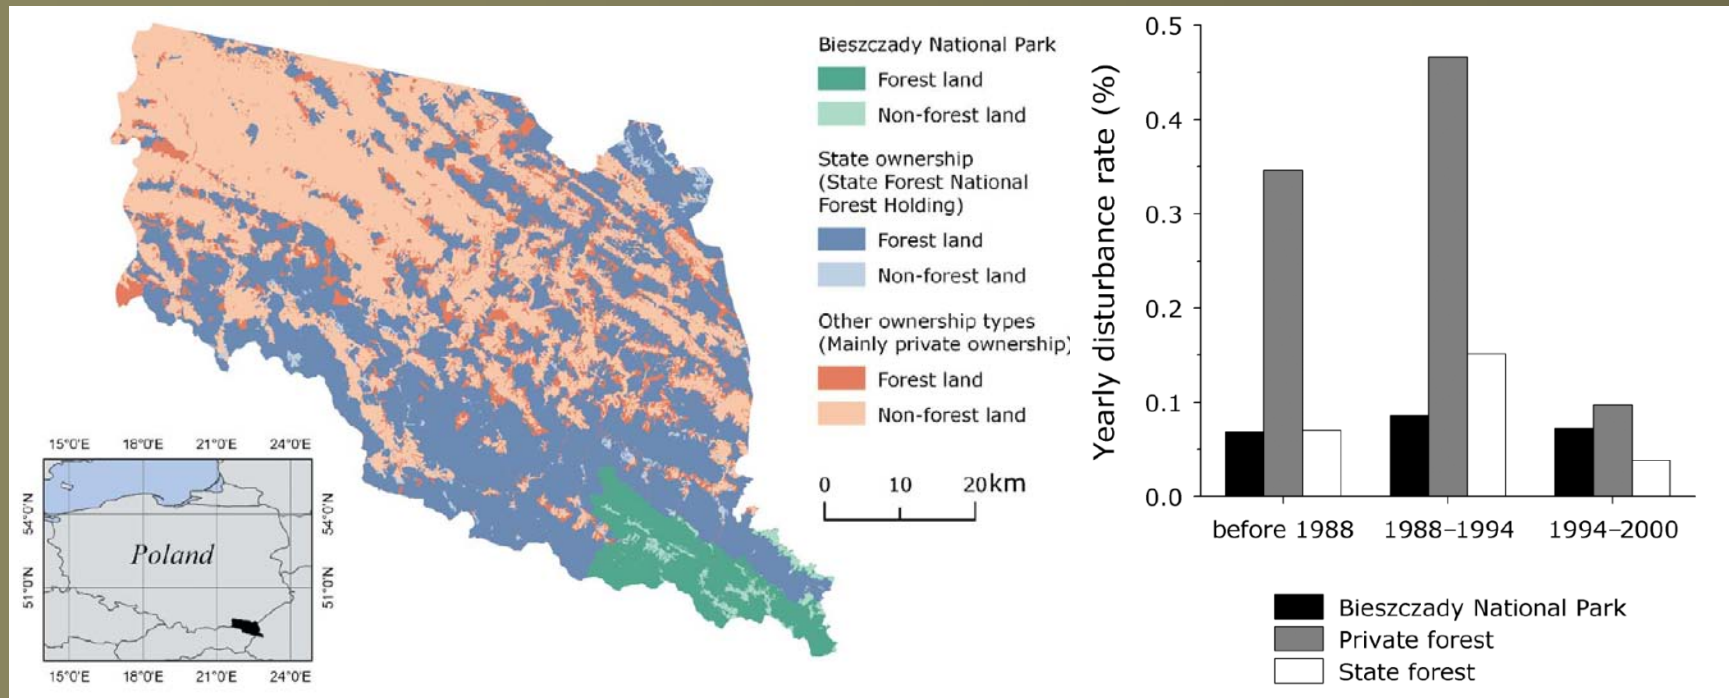 Bieszczady National Park
Forest land
Non-forest land
State ownership
(State Forest National
Forest Holding)
Forest land
Non-forest land
Other ownership types
(Mainly private ownership)
Forest land
Non-forest land
0 10 20km
15°0'E 18°0'E 21°0'E 24°0'E
54°0'N
51°0'N
Poland
54°0'N
51°0'N
15°0'E 18°0'E 21°0'E 24°0'E
Yearly disturbance rate (%)
0.5
0.4
0.3
0.2
0.1
0.0
before 1988 1988–1994 1994–2000
Bieszczady National Park
Private forest
State forest